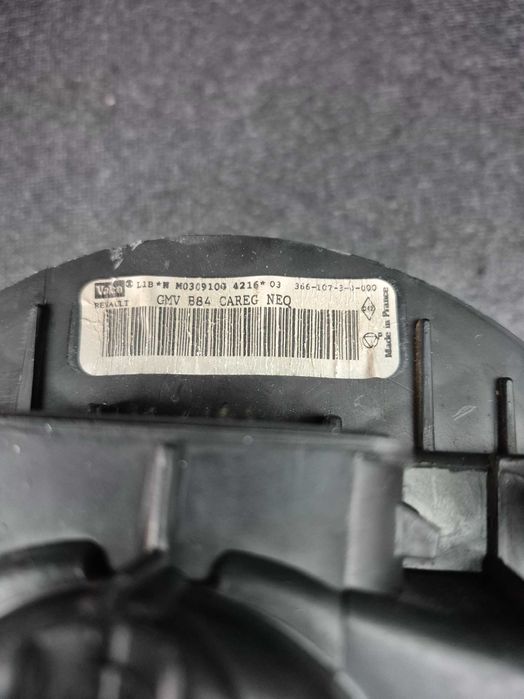 Valeo L1B *N M0309100 4216* 03 366-107-3-0-000
RENAULT GMV B84 CAREG NEQ
Made in France